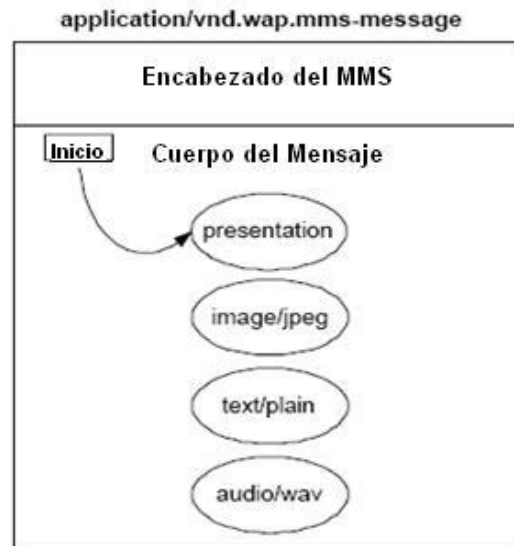 application/vnd.wap.mms-message
Encabezado del MMS
Inicio
Cuerpo del Mensaje
presentation
image/jpeg
text/plain
audio/wav